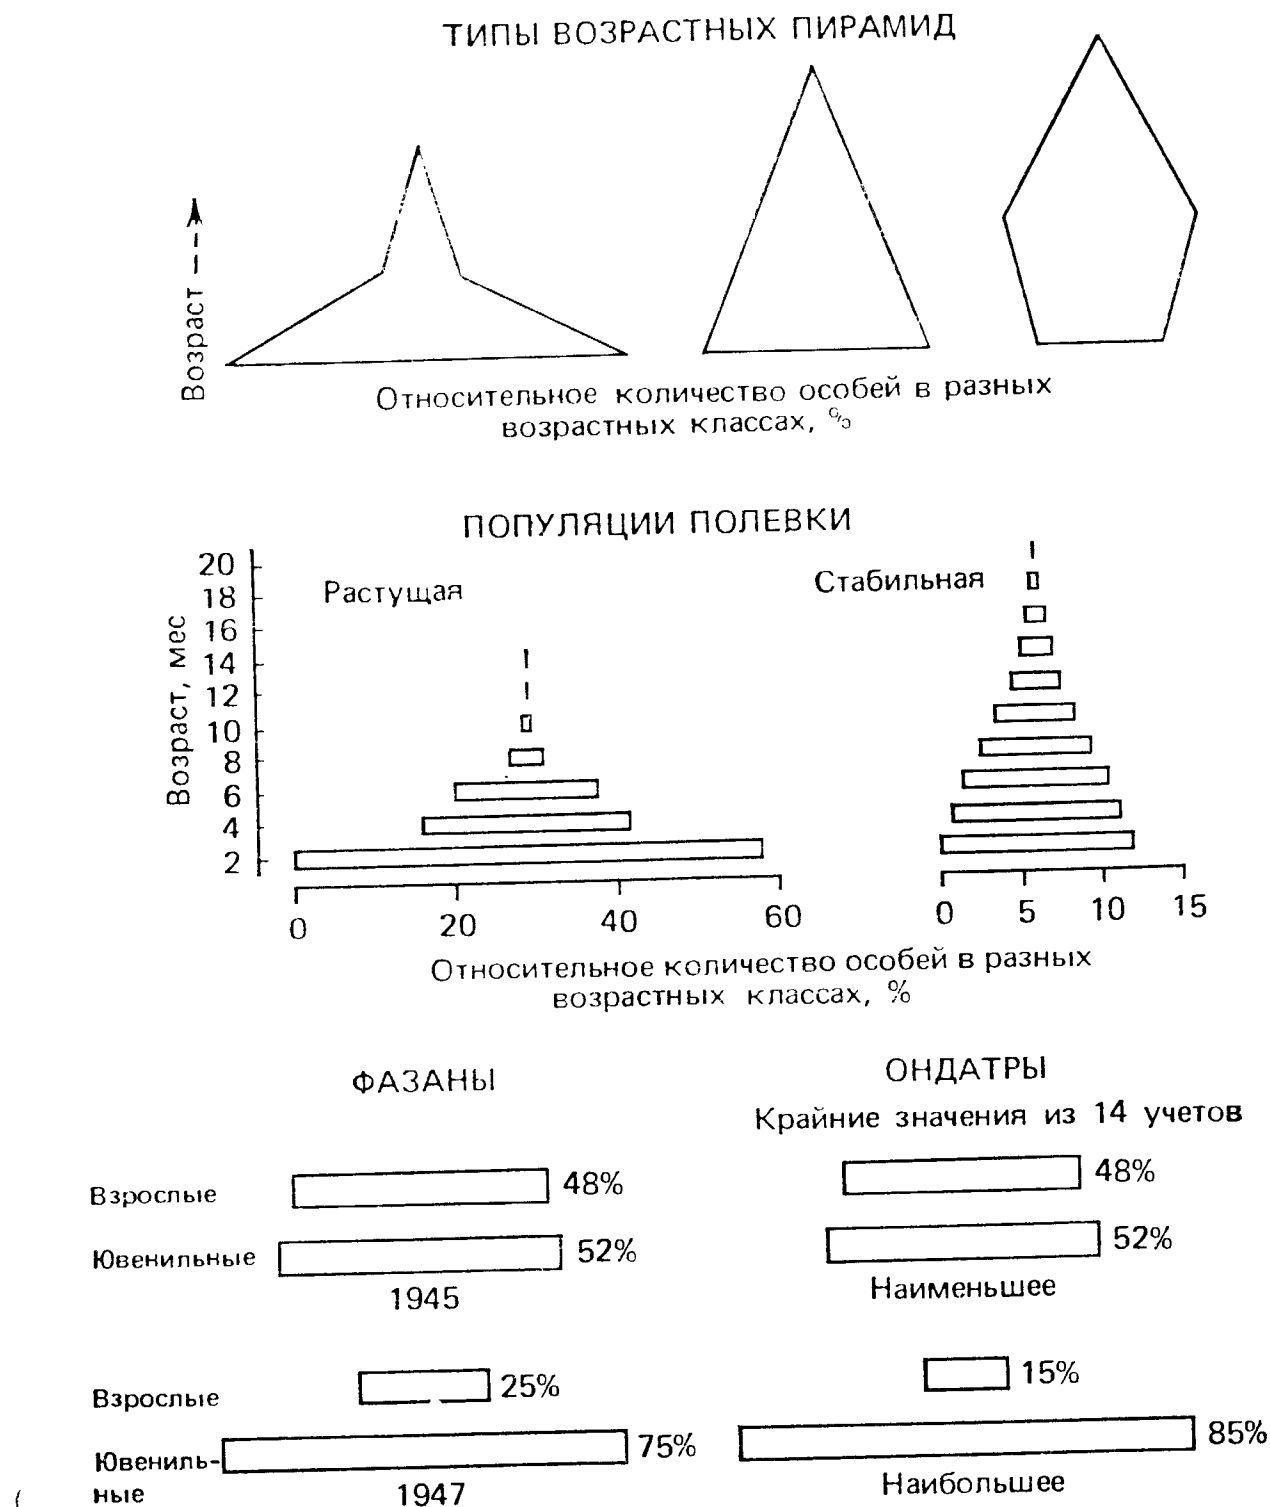 ТИПЫ ВОЗРАСТНЫХ ПИРАМИД
Возраст
Относительное количество особей в разных
возрастных классах, %
ПОПУЛЯЦИИ ПОЛЕВКИ
Растущая
Стабильная
Возраст, мес
20
18
16
14
12
10
8
6
4
2
0 20 40 60
0 5 10 15
Относительное количество особей в разных
возрастных классах, %
ФАЗАНЫ
Взрослые 48%
Ювенильные 52%
1945
Взрослые 25%
Ювениль-
ные 75%
1947
ОНДАТРЫ
Крайние значения из 14 учетов
48%
52%
Наименьшее
15%
85%
Наибольшее